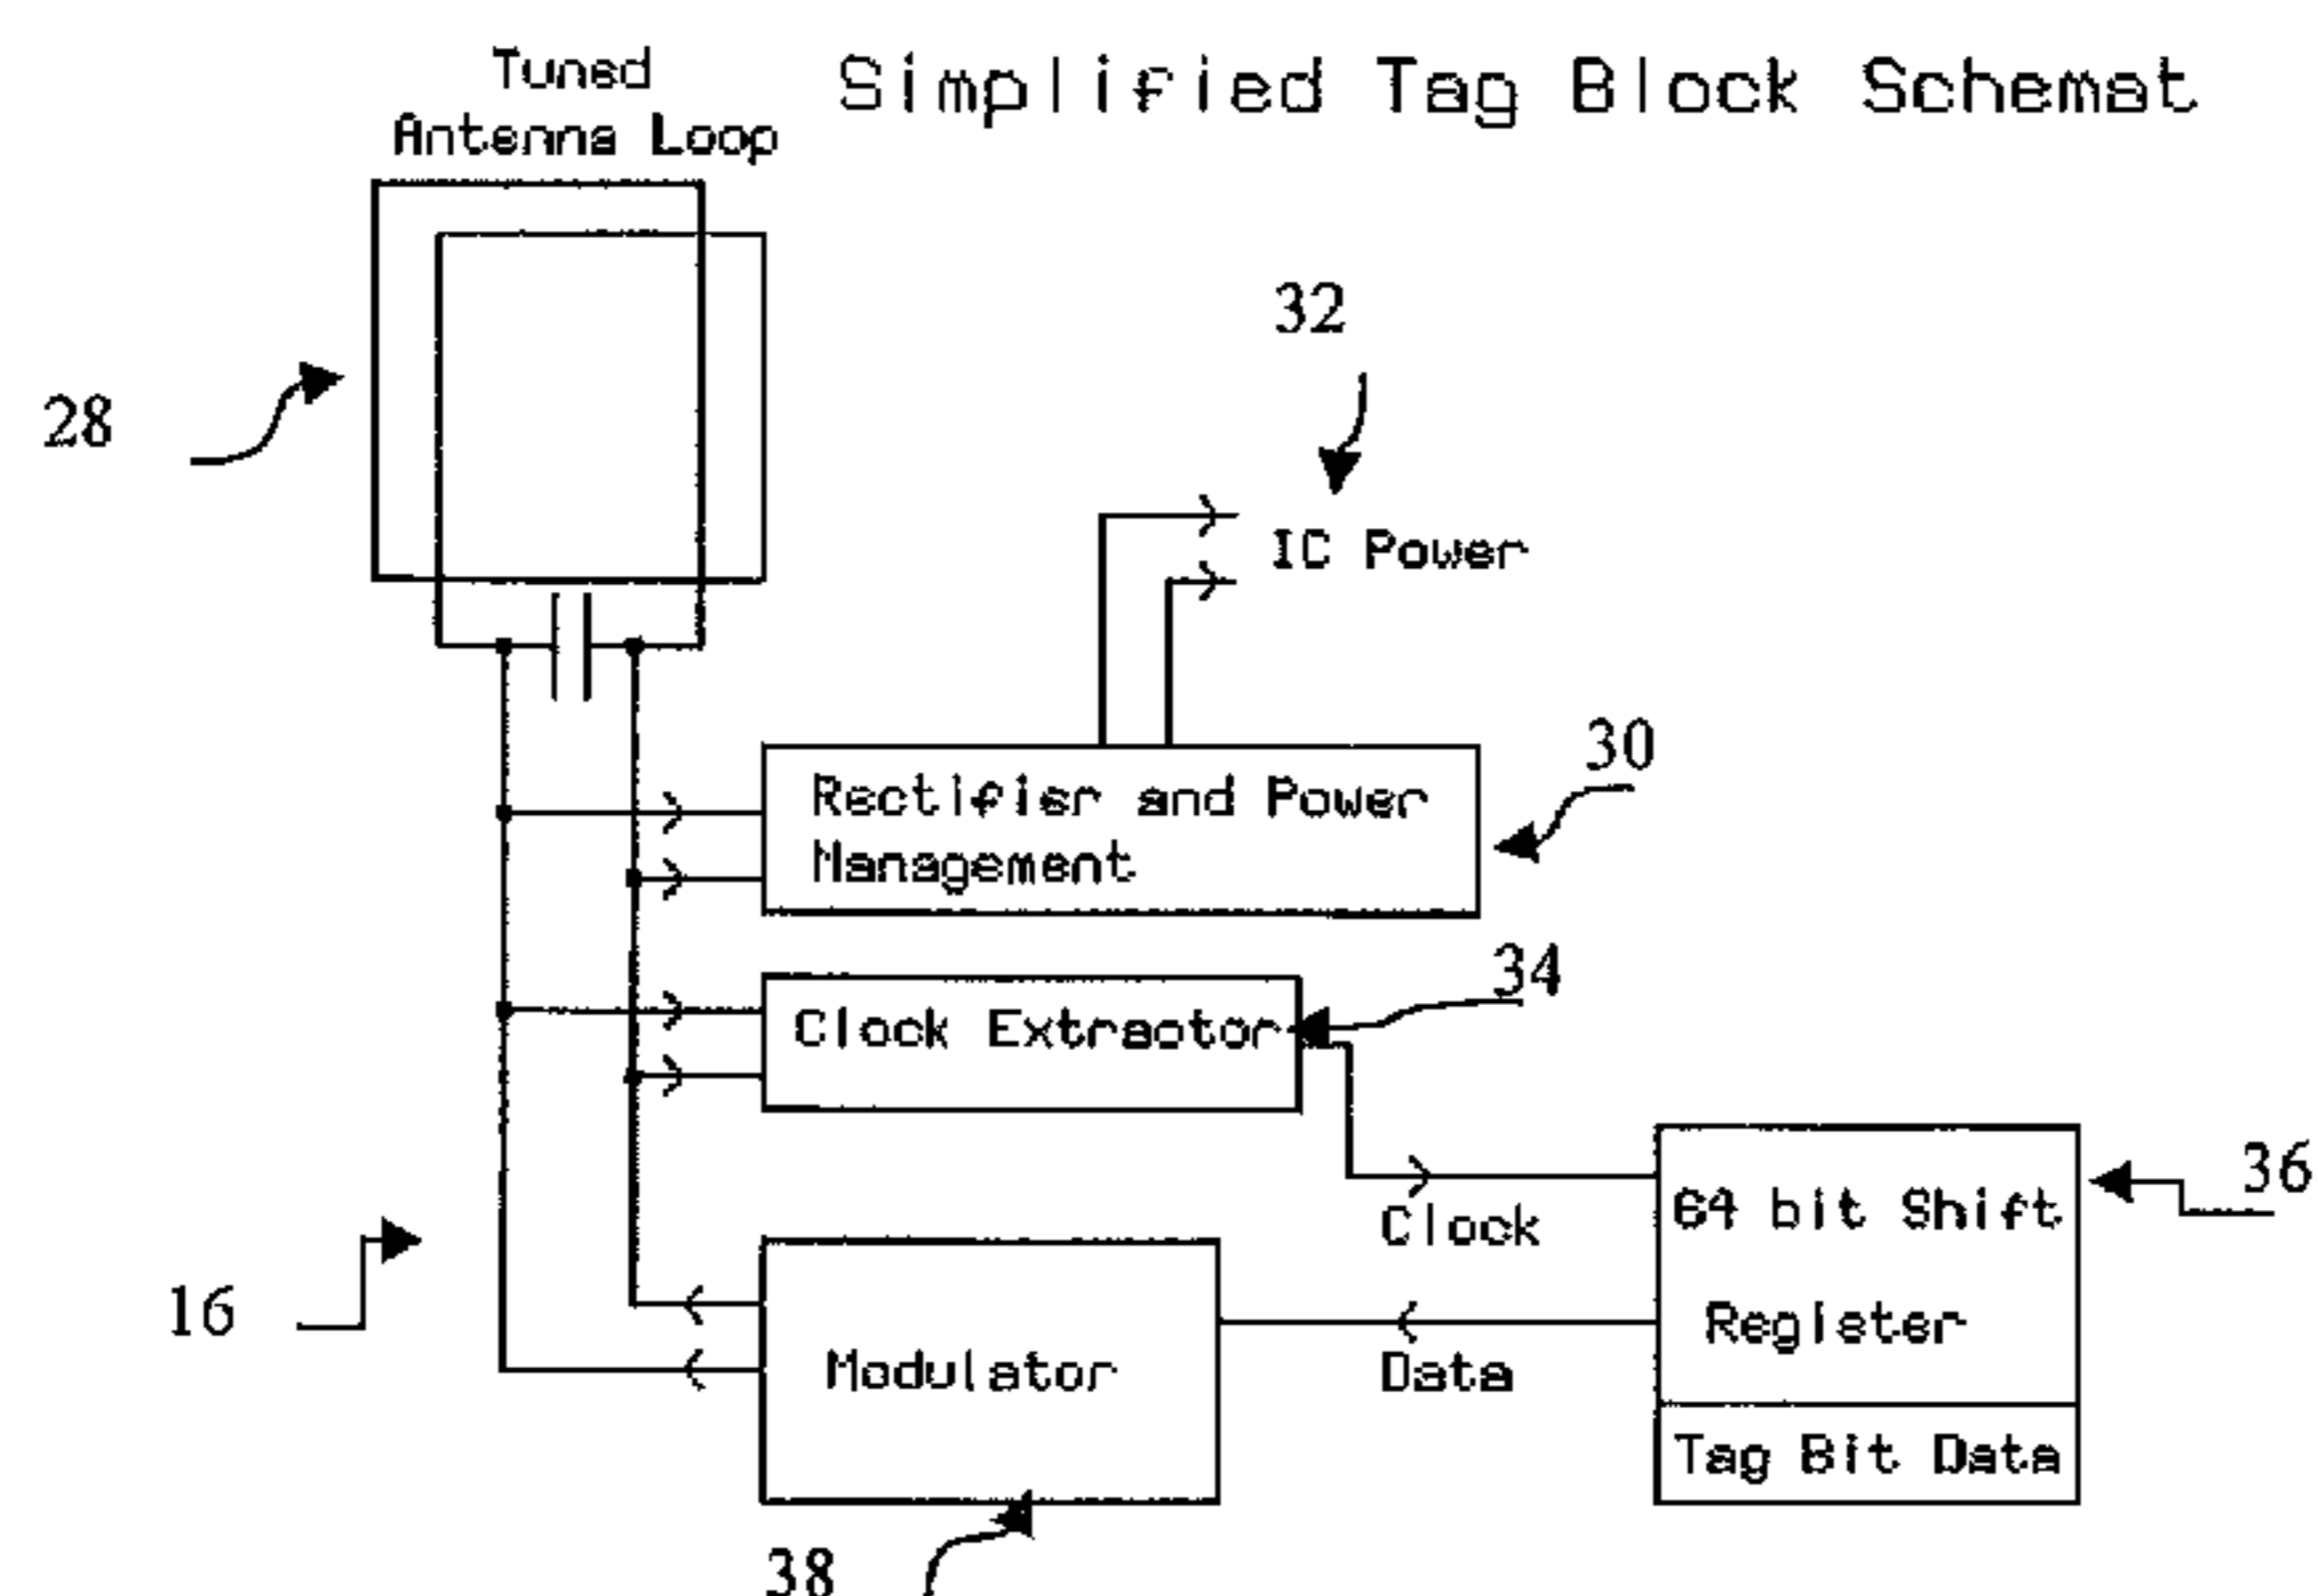 Tuned
Antenna Loop
Simplified Tag Block Schemat
32
28
IC Power
30
Rectifier and Power
Management
34
Clock Extractor
36
64 bit Shift
Register
Clock
16
Modulator
Data
Tag Bit Data
38